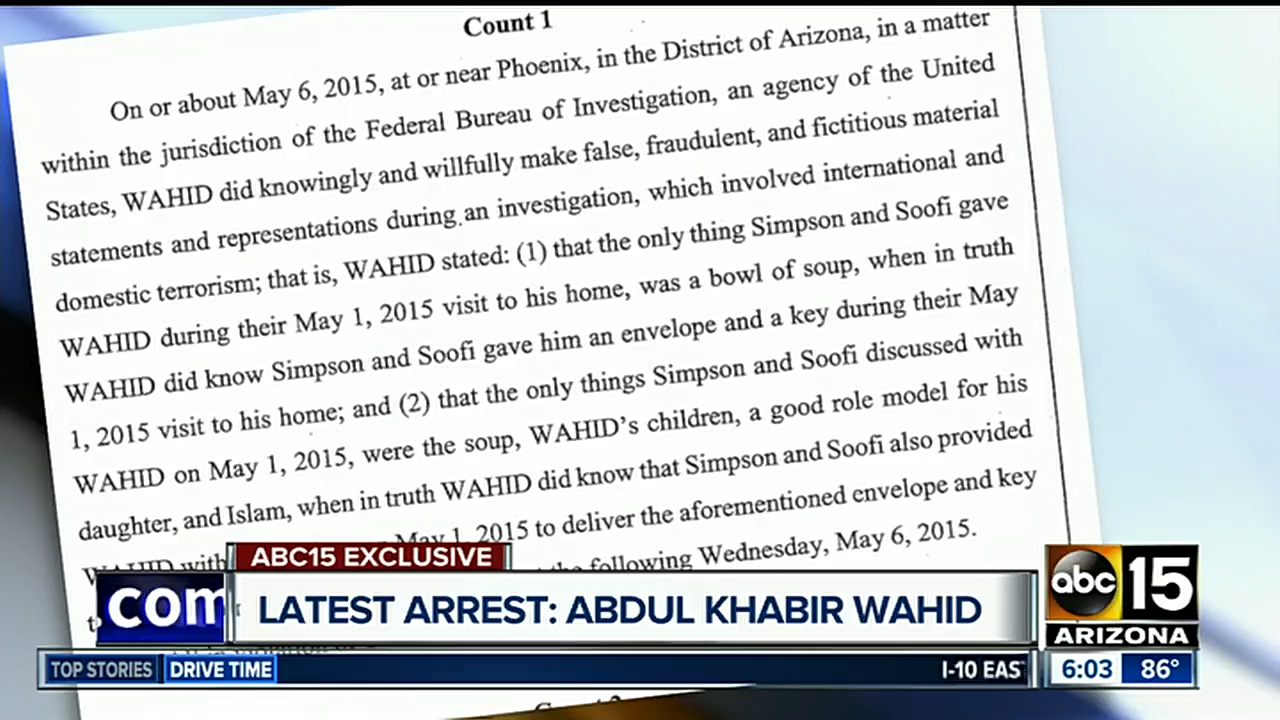 Count 1
On or about May 6, 2015, at or near Phoenix, in the District of Arizona, in a matter
within the jurisdiction of the Federal Bureau of Investigation, an agency of the United
States, WAHID did knowingly and willfully make false, fraudulent, and fictitious material
statements and representations during an investigation, which involved international and
domestic terrorism; that is, WAHID stated: (1) that the only thing Simpson and Soofi gave
WAHID during their May 1, 2015 visit to his home, was a bowl of soup, when in truth
WAHID did know Simpson and Soofi gave him an envelope and a key during their May
1, 2015 visit to his home; and (2) that the only things Simpson and Soofi discussed with
WAHID on May 1, 2015, were the soup, WAHID's children, a good role model for his
daughter, and Islam, when in truth WAHID did know that Simpson and Soofi also provided
WAHID with May 1, 2015 to deliver the aforementioned envelope and key
the following Wednesday, May 6, 2015.
ABC15 EXCLUSIVE
com
LATEST ARREST: ABDUL KHABIR WAHID
abc 15
ARIZONA
TOP STORIES DRIVE TIME I-10 EAS 6:03 86°